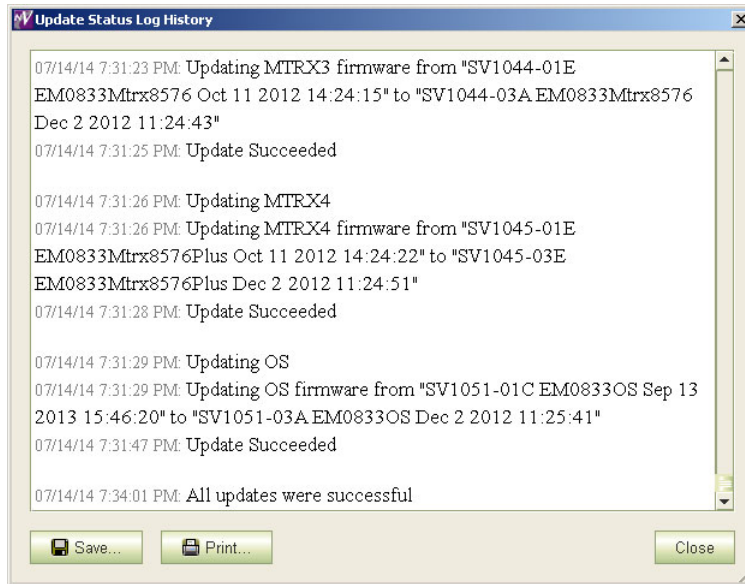 Update Status Log History
07/14/14 7:31:23 PM: Updating MTRX3 firmware from "SV1044-01E
EM0833Mtrx8576 Oct 11 2012 14:24:15" to "SV1044-03A EM0833Mtrx8576
Dec 2 2012 11:24:43"
07/14/14 7:31:25 PM: Update Succeeded
07/14/14 7:31:26 PM: Updating MTRX4
07/14/14 7:31:26 PM: Updating MTRX4 firmware from "SV1045-01E
EM0833Mtrx8576Plus Oct 11 2012 14:24:22" to "SV1045-03E
EM0833Mtrx8576Plus Dec 2 2012 11:24:51"
07/14/14 7:31:28 PM: Update Succeeded
07/14/14 7:31:29 PM: Updating OS
07/14/14 7:31:29 PM: Updating OS firmware from "SV1051-01C EM0833OS Sep 13
2013 15:46:20" to "SV1051-03A EM0833OS Dec 2 2012 11:25:41"
07/14/14 7:31:47 PM: Update Succeeded
07/14/14 7:34:01 PM: All updates were successful
Save... Print... Close